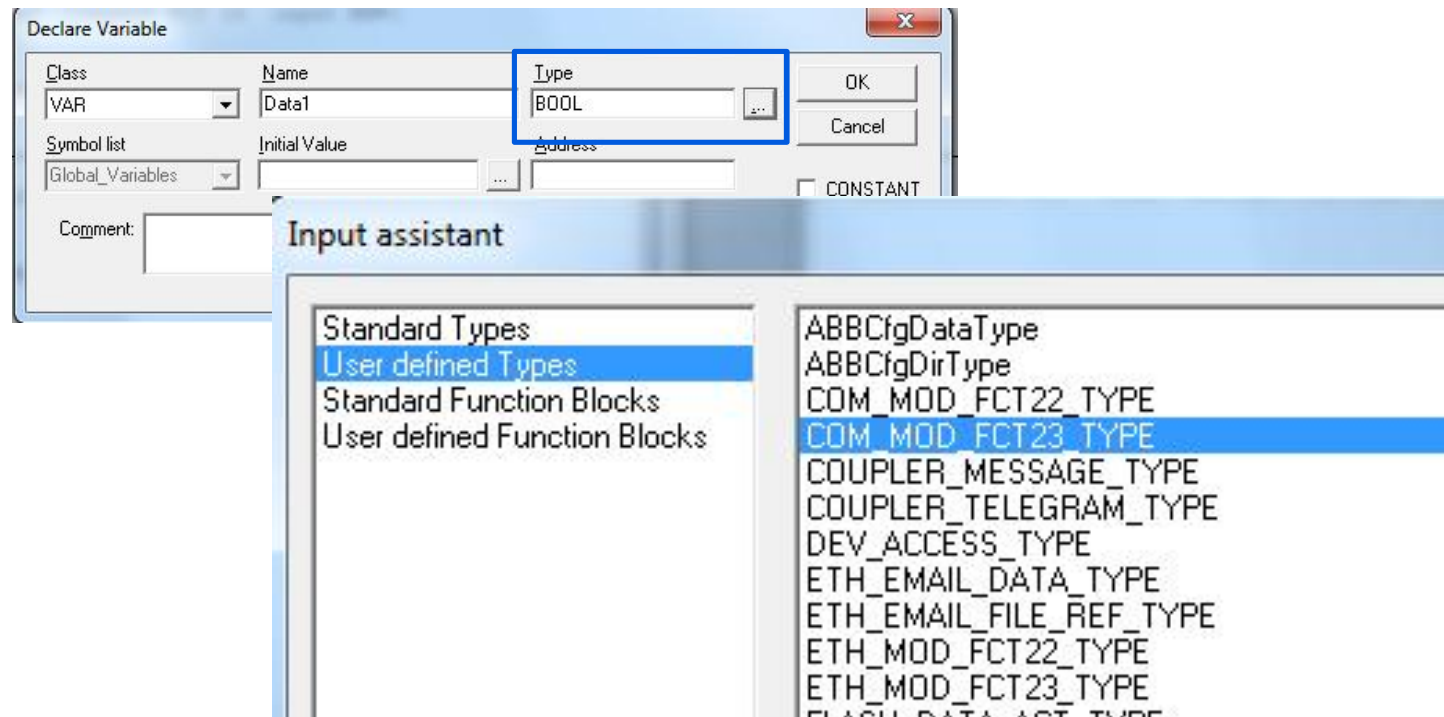 Declare Variable
Class Name Type
VAR Data1 BOOL ... OK
Cancel
Symbol list Initial Value Address
Global_Variables ...
CONSTANT
Comment:
Input assistant
Standard Types
User defined Types
Standard Function Blocks
User defined Function Blocks
ABBCfgDataType
ABBCfgDirType
COM_MOD_FCT22_TYPE
COM_MOD_FCT23_TYPE
COUPLER_MESSAGE_TYPE
COUPLER_TELEGRAM_TYPE
DEV_ACCESS_TYPE
ETH_EMAIL_DATA_TYPE
ETH_EMAIL_FILE_REF_TYPE
ETH_MOD_FCT22_TYPE
ETH_MOD_FCT23_TYPE